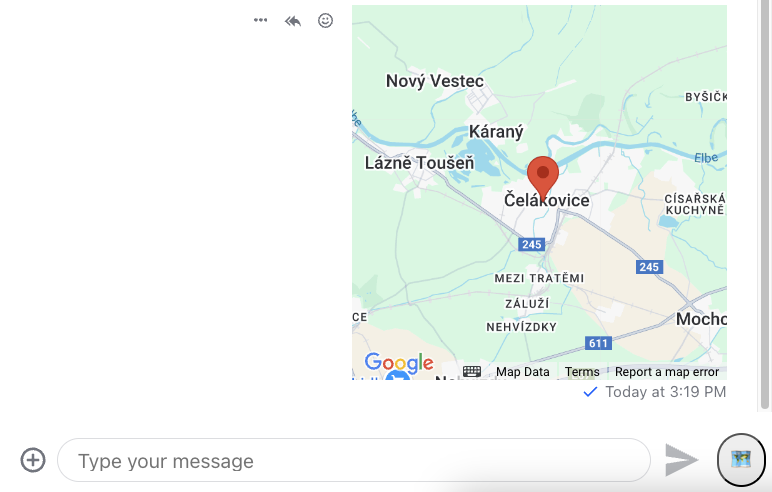 Nový Vestec
BYŠIČK
Káraný
Elbe
Lázně Toušeň
Čelákovice
CÍSAŘSKÁ
KUCHYNĚ
245
245
MEZI TRATĚMI
ZÁLUŽÍ
CE
Mocho
NEHVÍZDKY
611
Google
Map Data
Terms
Report a map error
Today at 3:19 PM
Type your message